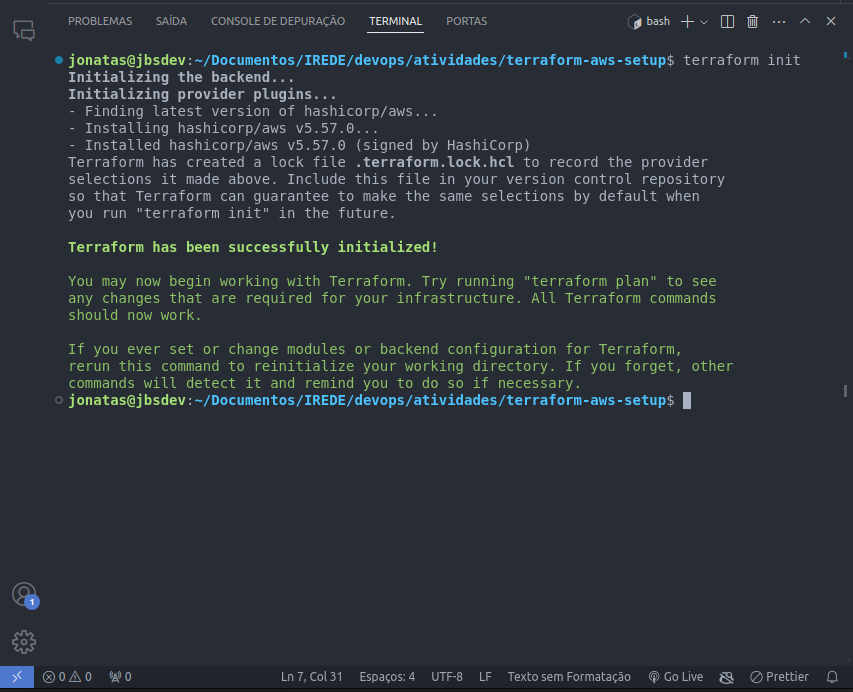 PROBLEMAS SAÍDA CONSOLE DE DEPURAÇÃO TERMINAL PORTAS bash
jonatas@jbsdev:~/Documentos/IREDE/devops/atividades/terraform-aws-setup$ terraform init
Initializing the backend...
Initializing provider plugins...
- Finding latest version of hashicorp/aws...
- Installing hashicorp/aws v5.57.0...
- Installed hashicorp/aws v5.57.0 (signed by HashiCorp)
Terraform has created a lock file .terraform.lock.hcl to record the provider
selections it made above. Include this file in your version control repository
so that Terraform can guarantee to make the same selections by default when
you run "terraform init" in the future.
Terraform has been successfully initialized!
You may now begin working with Terraform. Try running "terraform plan" to see
any changes that are required for your infrastructure. All Terraform commands
should now work.
If you ever set or change modules or backend configuration for Terraform,
rerun this command to reinitialize your working directory. If you forget, other
commands will detect it and remind you to do so if necessary.
jonatas@jbsdev:~/Documentos/IREDE/devops/atividades/terraform-aws-setup$
1
0 0 0 Ln 7, Col 31 Espaços: 4 UTF-8 LF Texto sem Formatação Go Live Prettier